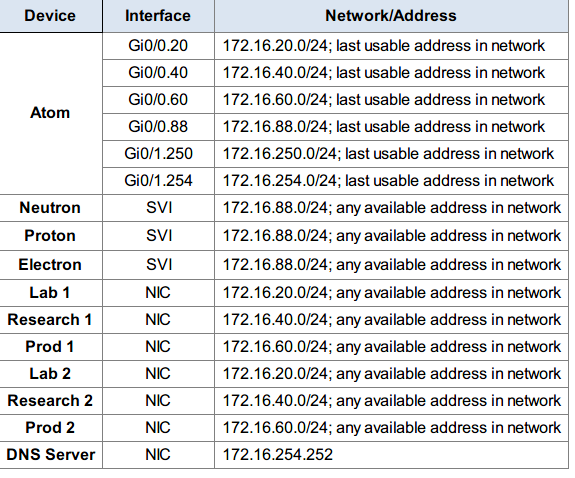 Device Interface Network/Address
Atom Gi0/0.20 172.16.20.0/24; last usable address in network
Gi0/0.40 172.16.40.0/24; last usable address in network
Gi0/0.60 172.16.60.0/24; last usable address in network
Gi0/0.88 172.16.88.0/24; last usable address in network
Gi0/1.250 172.16.250.0/24; last usable address in network
Gi0/1.254 172.16.254.0/24; last usable address in network
Neutron SVI 172.16.88.0/24; any available address in network
Proton SVI 172.16.88.0/24; any available address in network
Electron SVI 172.16.88.0/24; any available address in network
Lab 1 NIC 172.16.20.0/24; any available address in network
Research 1 NIC 172.16.40.0/24; any available address in network
Prod 1 NIC 172.16.60.0/24; any available address in network
Lab 2 NIC 172.16.20.0/24; any available address in network
Research 2 NIC 172.16.40.0/24; any available address in network
Prod 2 NIC 172.16.60.0/24; any available address in network
DNS Server NIC 172.16.254.252